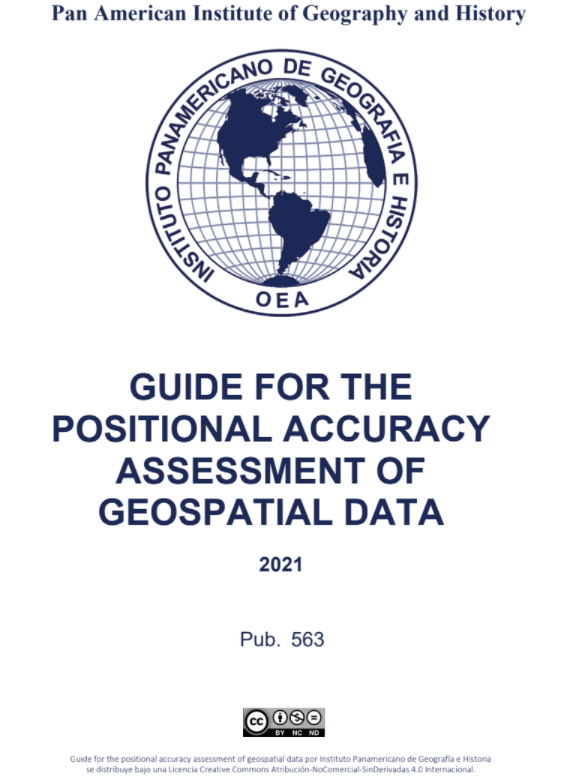 Pan American Institute of Geography and History
INSTITUTO PANAMERICANO DE GEOGRAFIA E HISTORIA
OEA
GUIDE FOR THE
POSITIONAL ACCURACY
ASSESSMENT OF
GEOSPATIAL DATA
2021
Pub. 563
cc
BY NC ND
Guide for the positional accuracy assessment of geospatial data por Instituto Panamericano de Geografía e Historia
se distribuye bajo una Licencia Creative Commons Atribución-NoComercial-SinDerivadas 4.0 Internacional.